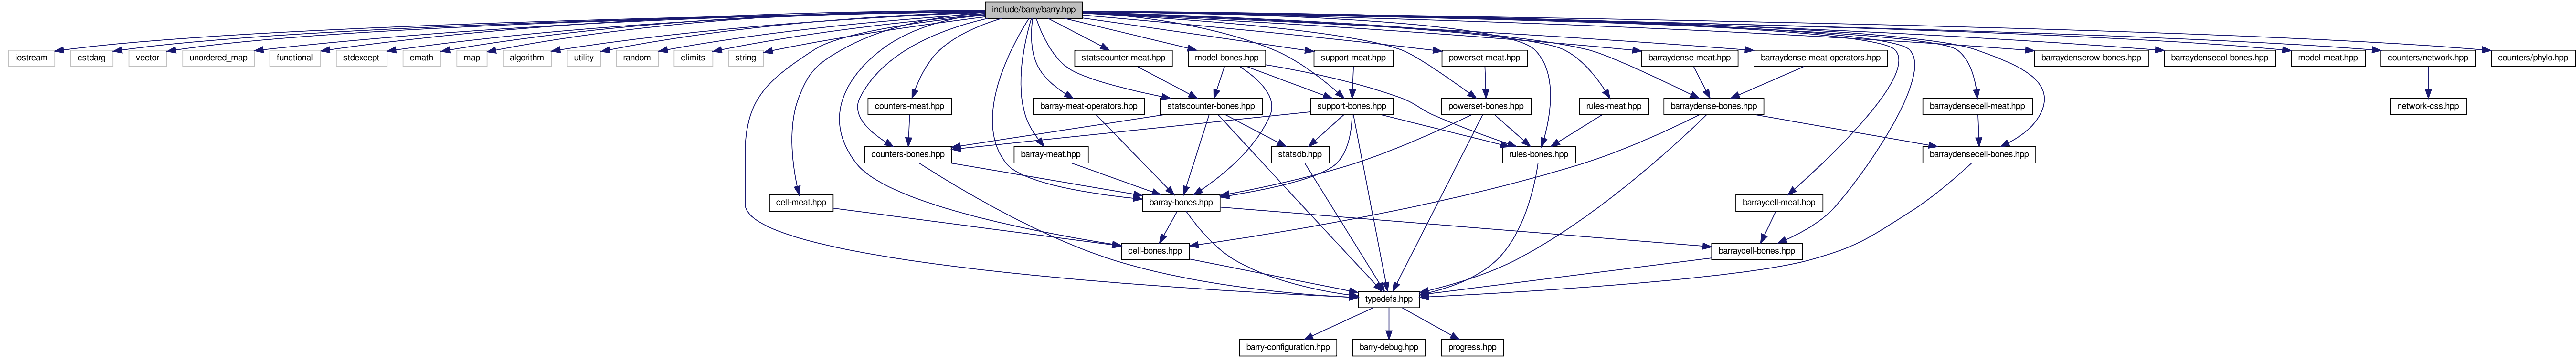 include/barry/barry.hpp
iostream
cstdarg
vector
unordered_map
functional
stdexcept
cmath
map
algorithm
utility
random
climits
string
statscounter-meat.hpp
model-bones.hpp
support-meat.hpp
powerset-meat.hpp
barraydense-meat.hpp
barraydense-meat-operators.hpp
barraydenserow-bones.hpp
barraydensecol-bones.hpp
model-meat.hpp
counters/network.hpp
counters/phylo.hpp
counters-meat.hpp
barray-meat-operators.hpp
statscounter-bones.hpp
support-bones.hpp
powerset-bones.hpp
rules-meat.hpp
barraydense-bones.hpp
barraydensecell-meat.hpp
network-css.hpp
counters-bones.hpp
barray-meat.hpp
statsdb.hpp
rules-bones.hpp
barraydensecell-bones.hpp
cell-meat.hpp
barray-bones.hpp
barraycell-meat.hpp
cell-bones.hpp
barraycell-bones.hpp
typedefs.hpp
barry-configuration.hpp
barry-debug.hpp
progress.hpp